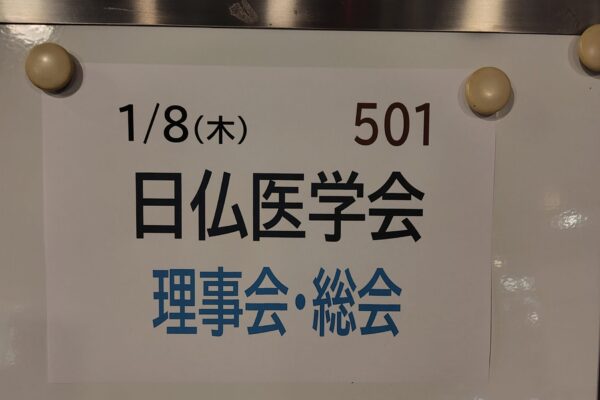 1/8(木) 501
日仏医学会
理事会・総会